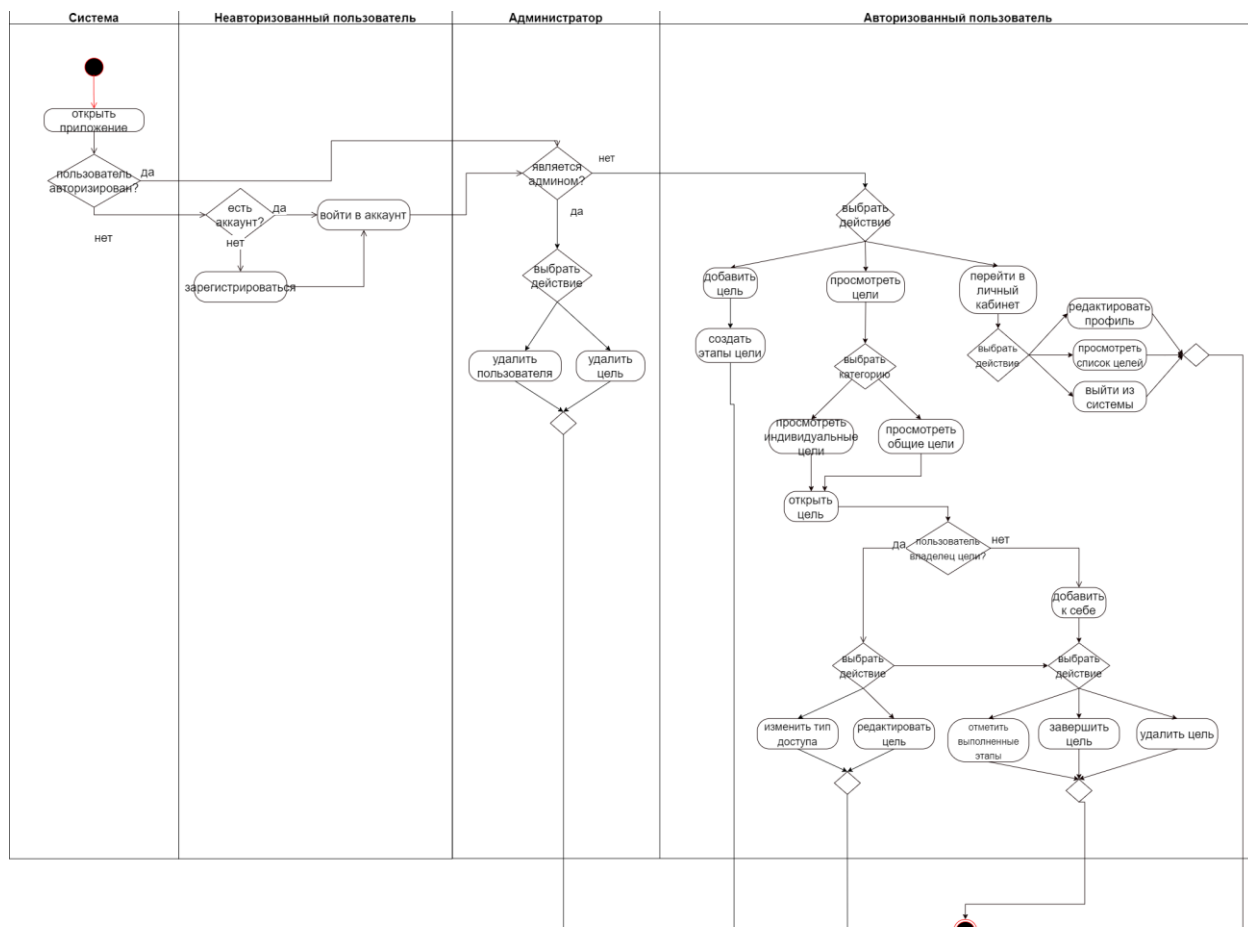 Система
Неавторизованный пользователь
Администратор
Авторизованный пользователь
открыть
приложение
пользователь
авторизирован?
да
нет
есть
аккаунт?
да
нет
войти в аккаунт
зарегистрироваться
является
админом?
нет
да
выбрать
действие
удалить
пользователя
удалить
цель
выбрать
действие
добавить
цель
просмотреть
цели
перейти в
личный
кабинет
создать
этапы цели
выбрать
категорию
выбрать
действие
редактировать
профиль
просмотреть
список целей
выйти из
системы
просмотреть
индивидуальные
цели
просмотреть
общие цели
открыть
цель
пользователь
владелец цели?
да
нет
добавить
к себе
выбрать
действие
выбрать
действие
изменить тип
доступа
редактировать
цель
отметить
выполненные
этапы
завершить
цель
удалить цель